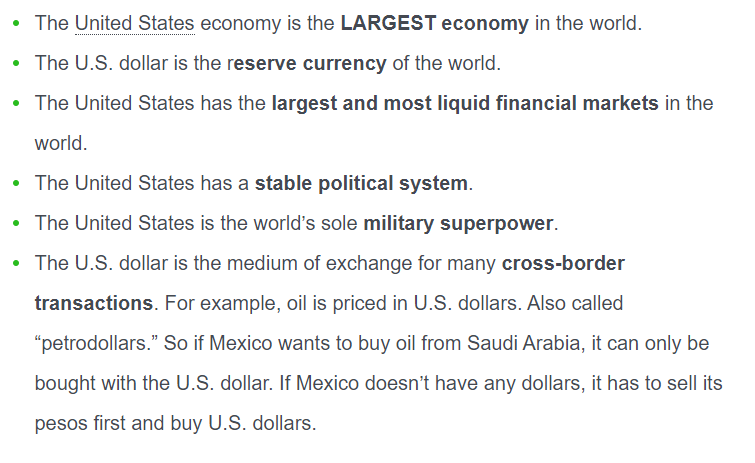 The United States economy is the LARGEST economy in the world.
The U.S. dollar is the reserve currency of the world.
The United States has the largest and most liquid financial markets in the
world.
The United States has a stable political system.
The United States is the world’s sole military superpower.
The U.S. dollar is the medium of exchange for many cross-border
transactions. For example, oil is priced in U.S. dollars. Also called
“petrodollars.” So if Mexico wants to buy oil from Saudi Arabia, it can only be
bought with the U.S. dollar. If Mexico doesn’t have any dollars, it has to sell its
pesos first and buy U.S. dollars.